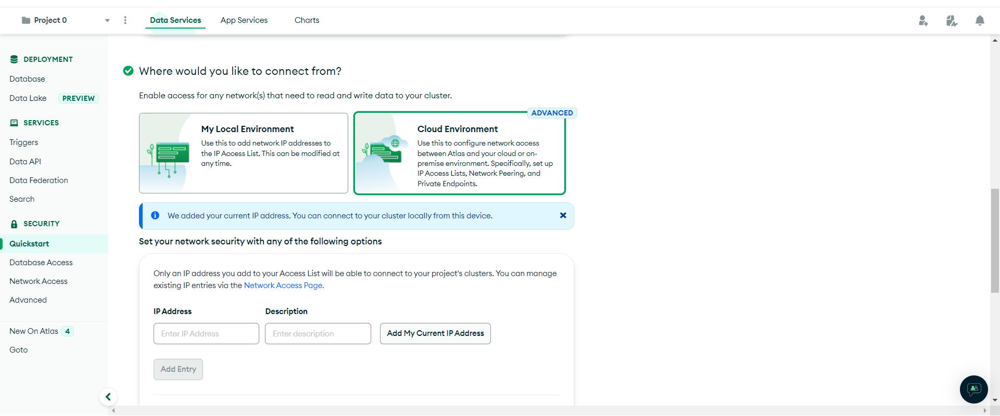 Project 0
Data Services
App Services
Charts
DEPLOYMENT
Database
Data Lake PREVIEW
SERVICES
Triggers
Data API
Data Federation
Search
SECURITY
Quickstart
Database Access
Network Access
Advanced
New On Atlas 4
Goto
Where would you like to connect from?
Enable access for any network(s) that need to read and write data to your cluster.
My Local Environment
Use this to add network IP addresses to
the IP Access List. This can be modified at
any time.
ADVANCED
Cloud Environment
Use this to configure network access
between Atlas and your cloud or on-
premise environment. Specifically, set up
IP Access Lists, Network Peering, and
Private Endpoints.
We added your current IP address. You can connect to your cluster locally from this device.
Set your network security with any of the following options
Only an IP address you add to your Access List will be able to connect to your project's clusters. You can manage
existing IP entries via the Network Access Page.
IP Address
Description
Enter IP Address
Enter description
Add My Current IP Address
Add Entry